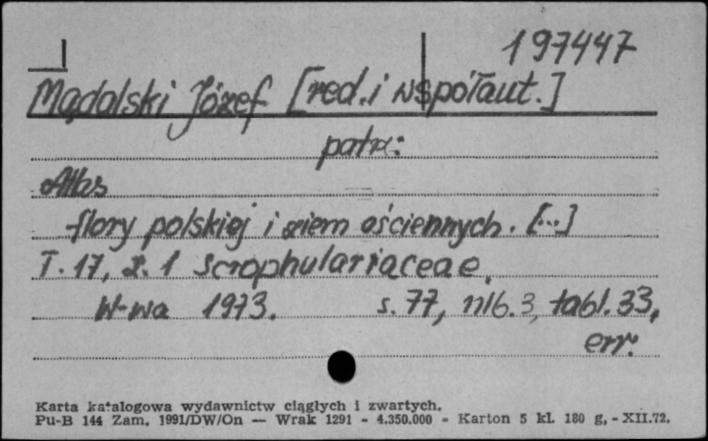 197447
Mądalski Józef [red. i współaut.]
patrz:
Atlas
flory polskiej i ziem ościennych. [...]
T. 17, z. 1 Scrophulariaceae.
W-wa 1973. s. 77, nlb. 3, tabl. 33,
err.
Karta katalogowa wydawnictw ciągłych i zwartych.
Pu-B 144 Zam. 1991/DW/On — Wrak 1291 - 4.350.000 - Karton 5 kl. 180 g, - XII.72.